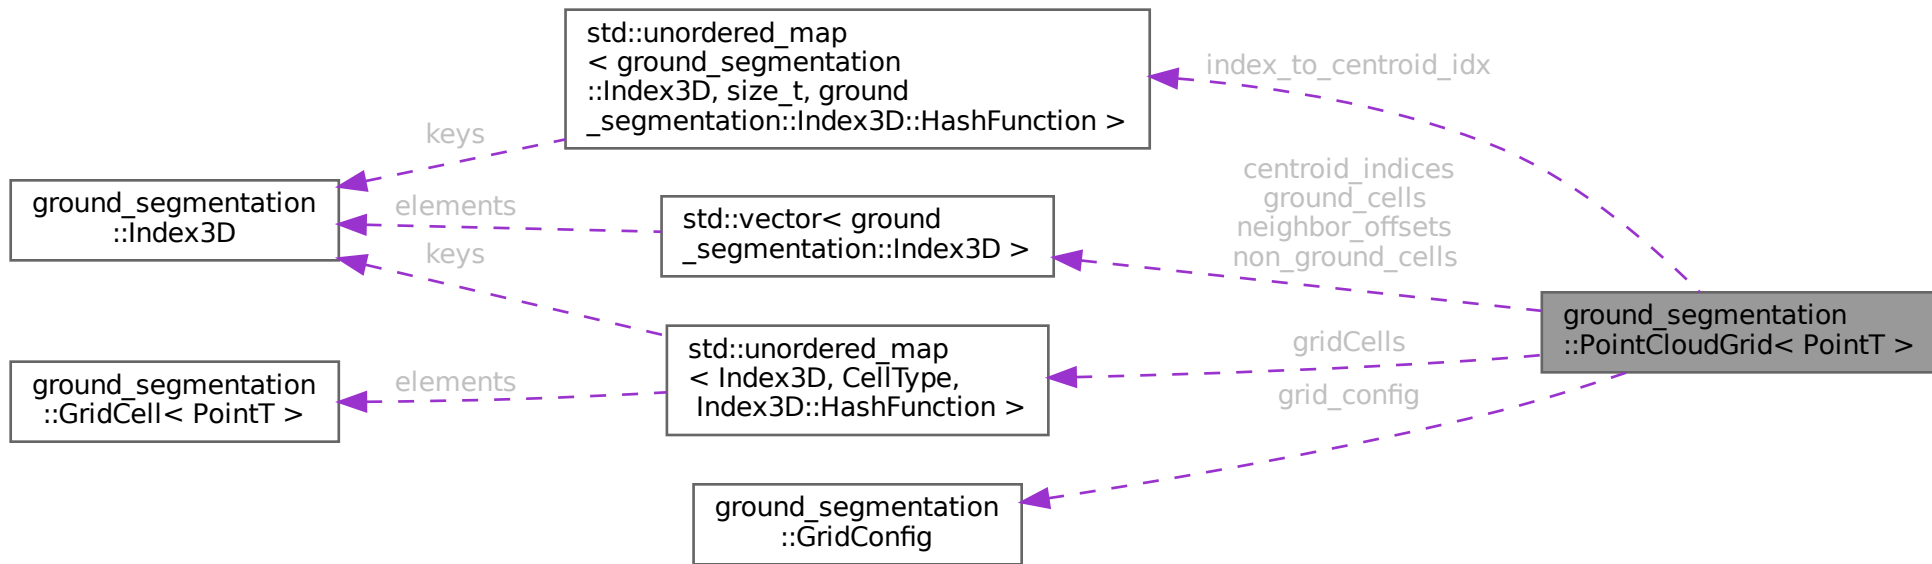 std::unordered_map
< ground_segmentation
::Index3D, size_t, ground
_segmentation::Index3D::HashFunction >
index_to_centroid_idx
keys
ground_segmentation
::Index3D
elements
std::vector< ground
_segmentation::Index3D >
centroid_indices
ground_cells
neighbor_offsets
non_ground_cells
keys
ground_segmentation
::PointCloudGrid< PointT >
std::unordered_map
< Index3D, CellType,
Index3D::HashFunction >
gridCells
ground_segmentation
::GridCell< PointT >
elements
grid_config
ground_segmentation
::GridConfig